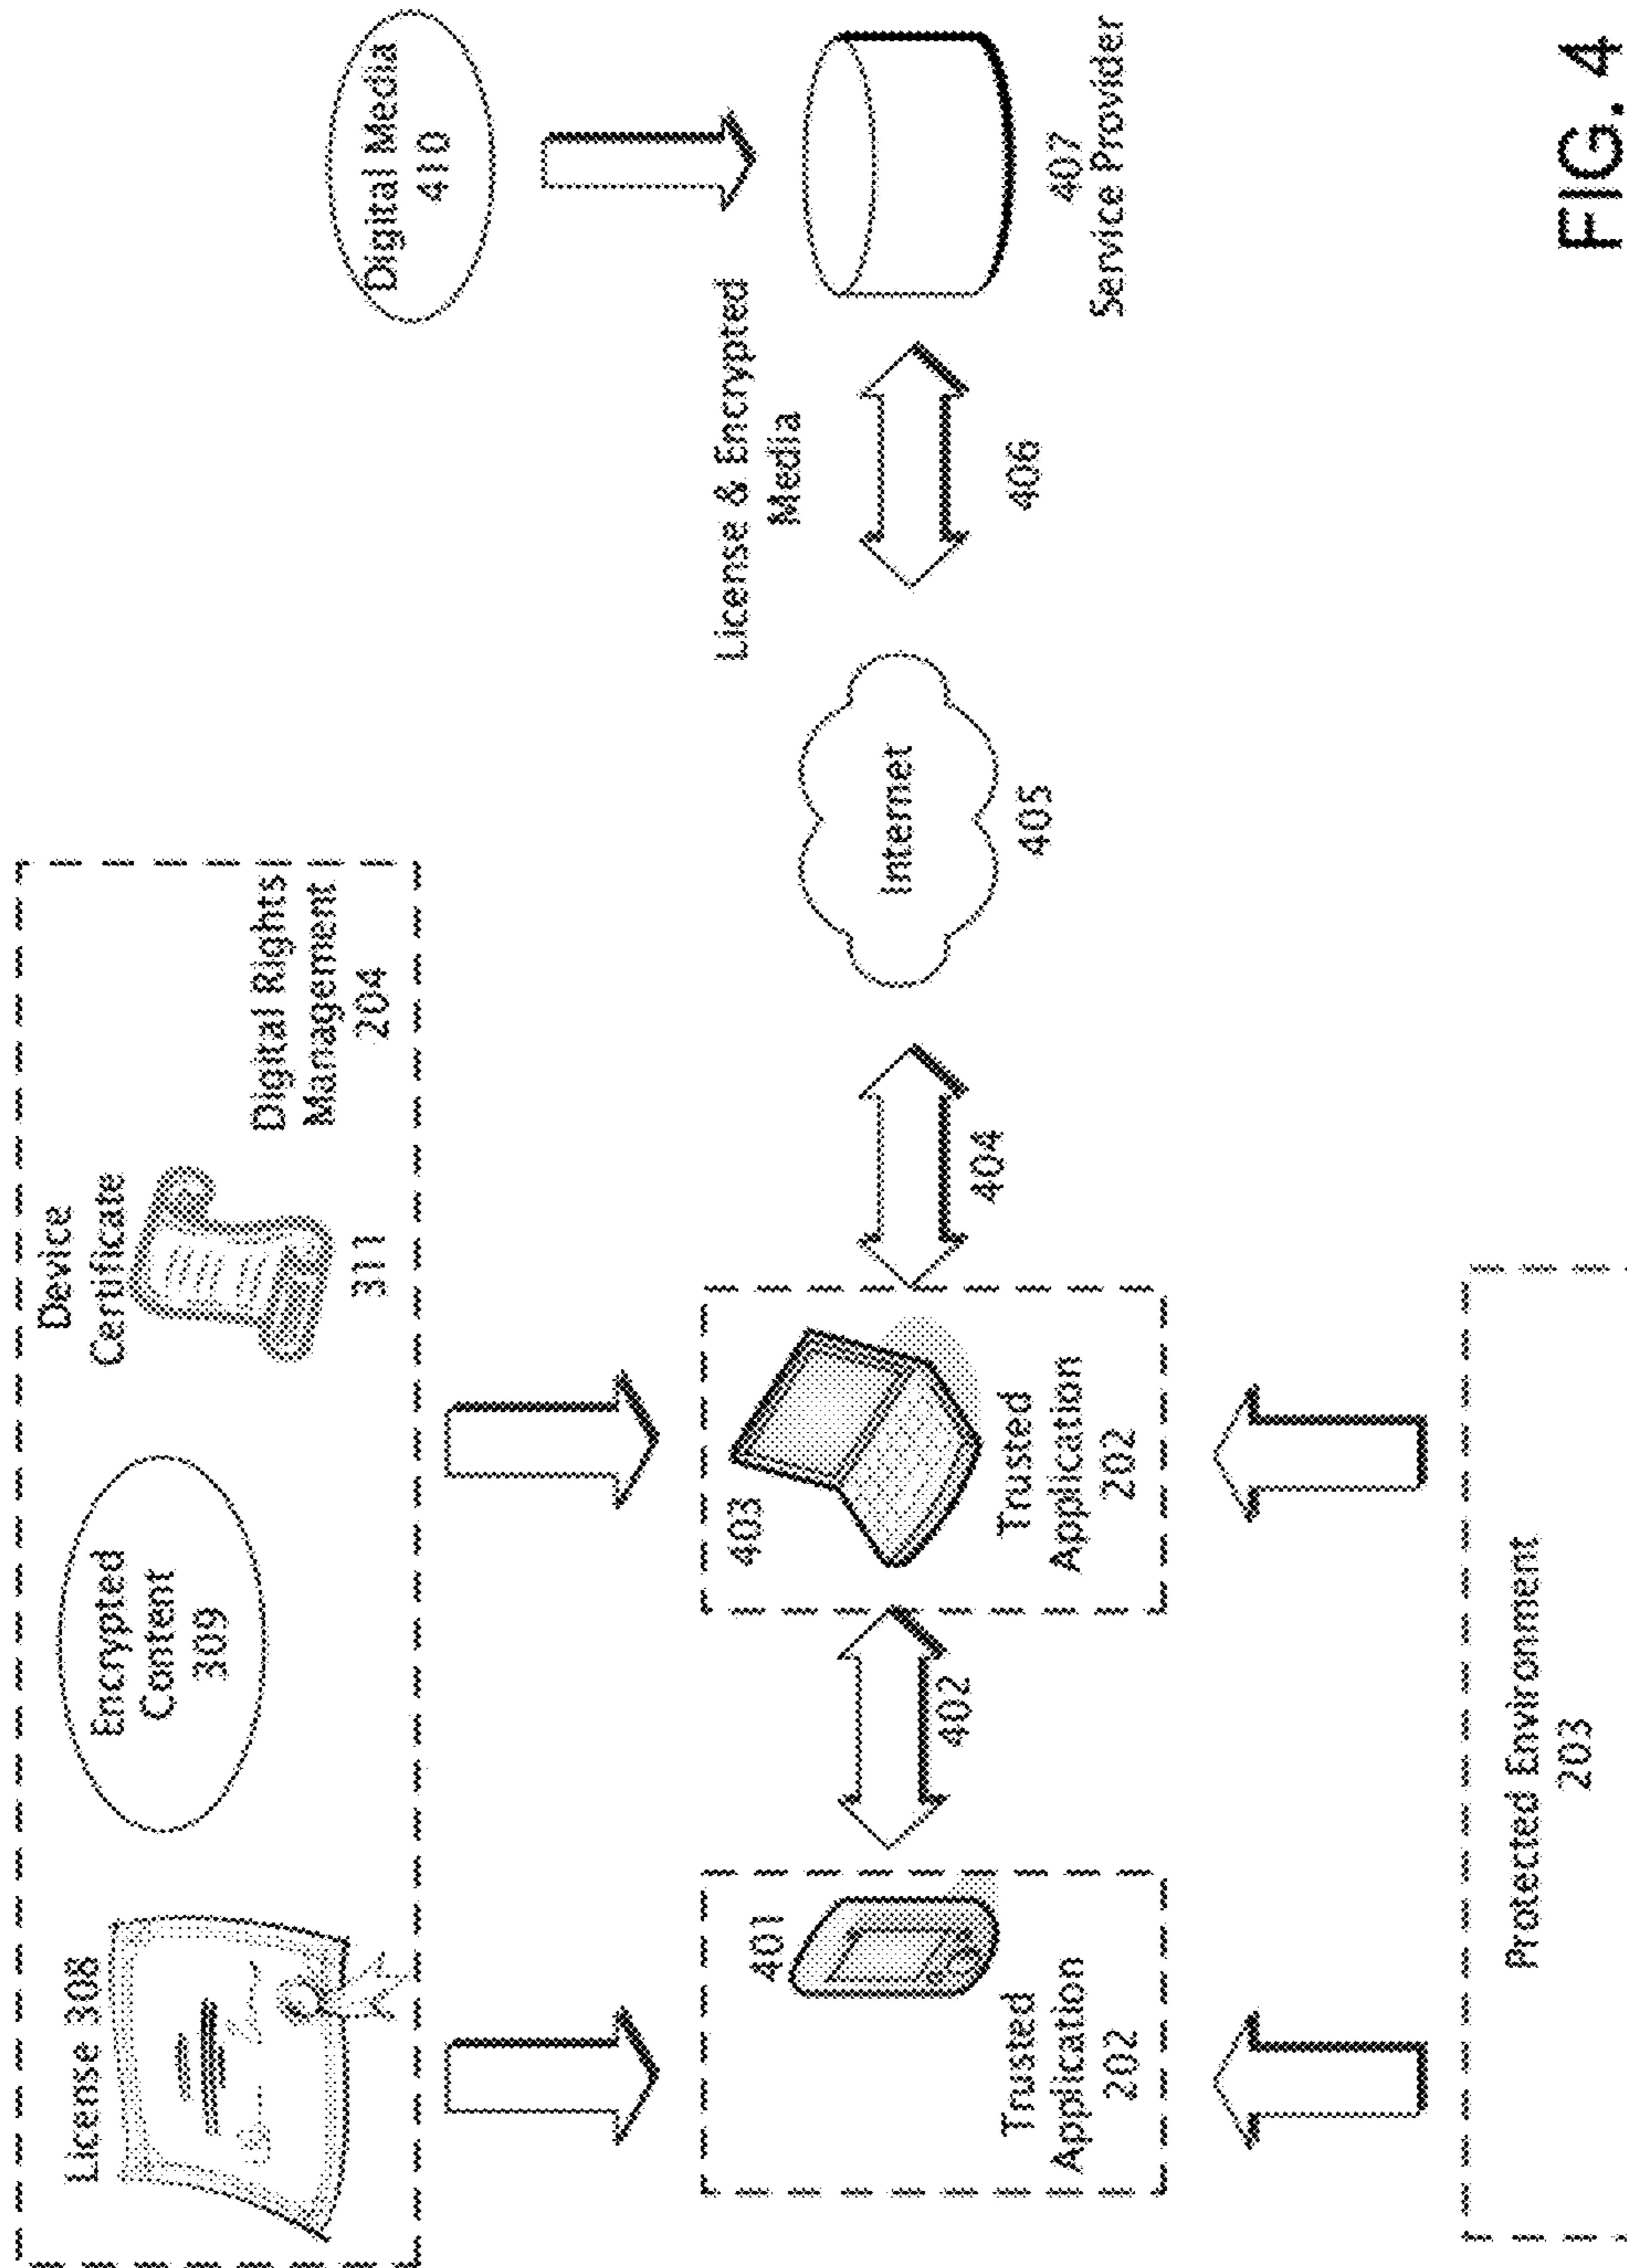 License 308
Encrypted
Content
309
Device
Certificate
311
Digital Rights
Management
204
Digital Media
410
401
Trusted
Application
202
402
403
Trusted
Application
202
404
Internet
405
License & Encrypted
Media
406
407
Service Provider
Protected Environment
203
FIG. 4